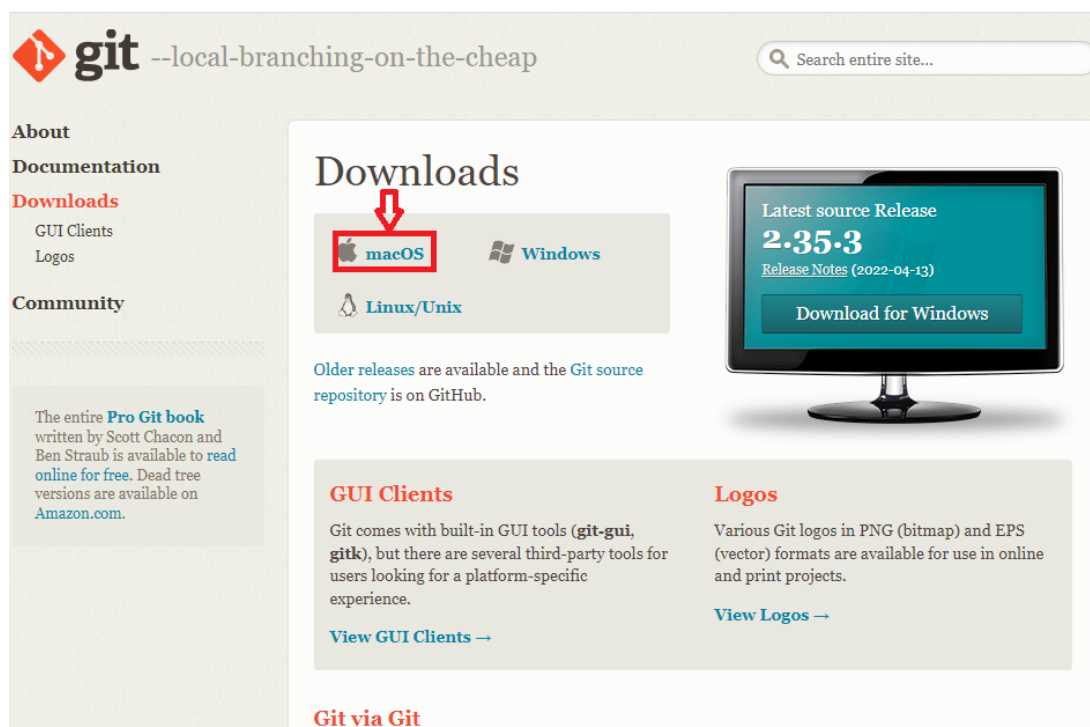 git --local-branching-on-the-cheap
Search entire site...
About
Documentation
Downloads
GUI Clients
Logos
Community
The entire Pro Git book
written by Scott Chacon and
Ben Straub is available to read
online for free. Dead tree
versions are available on
Amazon.com.
Downloads
macOS
Windows
Linux/Unix
Older releases are available and the Git source
repository is on GitHub.
Latest source Release
2.35.3
Release Notes (2022-04-13)
Download for Windows
GUI Clients
Git comes with built-in GUI tools (git-gui,
gitk), but there are several third-party tools for
users looking for a platform-specific
experience.
View GUI Clients →
Logos
Various Git logos in PNG (bitmap) and EPS
(vector) formats are available for use in online
and print projects.
View Logos →
Git via Git